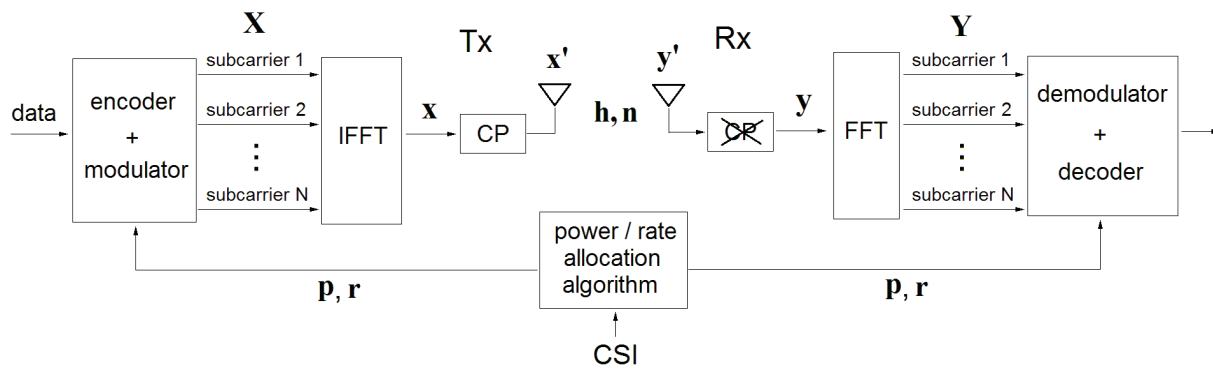 X
Tx
Rx
Y
subcarrier 1
x'
y'
subcarrier 1
data
encoder
+
modulator
subcarrier 2
⋮
subcarrier N
IFFT
x
CP
h, n
CP
y
FFT
subcarrier 2
⋮
subcarrier N
demodulator
+
decoder
power / rate
allocation
algorithm
p, r
p, r
CSI